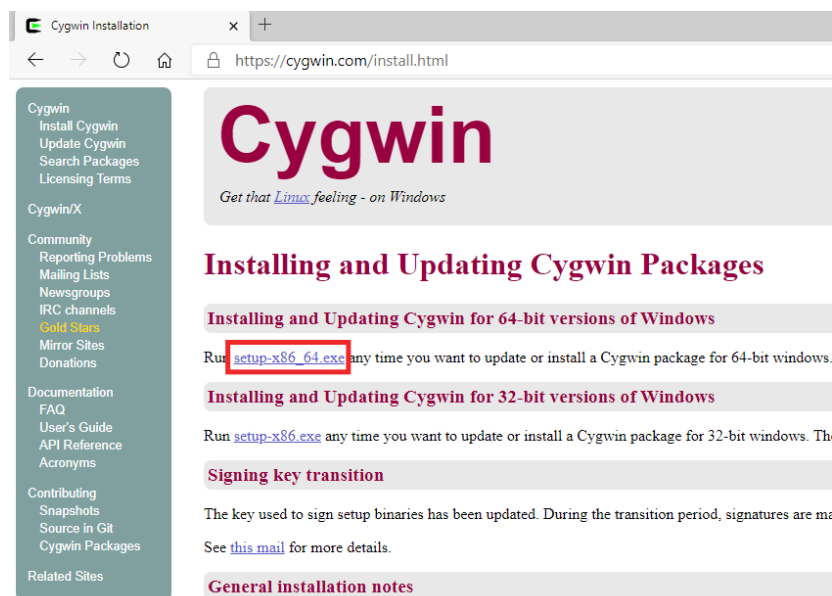 Cygwin Installation
https://cygwin.com/install.html
Cygwin
Install Cygwin
Update Cygwin
Search Packages
Licensing Terms
Cygwin/X
Community
Reporting Problems
Mailing Lists
Newsgroups
IRC channels
Gold Stars
Mirror Sites
Donations
Documentation
FAQ
User's Guide
API Reference
Acronyms
Contributing
Snapshots
Source in Git
Cygwin Packages
Related Sites
Cygwin
Get that Linux feeling - on Windows
Installing and Updating Cygwin Packages
Installing and Updating Cygwin for 64-bit versions of Windows
Run setup-x86_64.exe any time you want to update or install a Cygwin package for 64-bit windows.
Installing and Updating Cygwin for 32-bit versions of Windows
Run setup-x86.exe any time you want to update or install a Cygwin package for 32-bit windows. The
Signing key transition
The key used to sign setup binaries has been updated. During the transition period, signatures are ma
See this mail for more details.
General installation notes